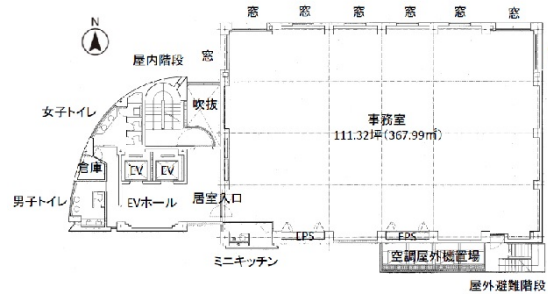 窓 窓 窓 窓 窓 窓
N
窓
屋内階段
吹抜
女子トイレ
事務室
111.32坪(367.99㎡)
倉庫
EV EV
男子トイレ
EVホール
居室入口
EPS EPS
ミニキッチン
空調屋外機置場
屋外避難階段